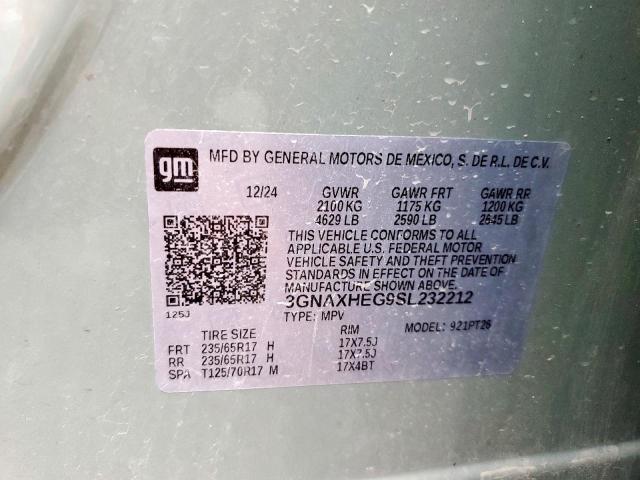 gm
MFD BY GENERAL MOTORS DE MEXICO, S. DE R.L. DE C.V.
12/24 GVWR GAWR FRT GAWR RR
2100 KG 1175 KG 1200 KG
4629 LB 2590 LB 2645 LB
THIS VEHICLE CONFORMS TO ALL
APPLICABLE U.S. FEDERAL MOTOR
VEHICLE SAFETY AND THEFT PREVENTION
STANDARDS IN EFFECT ON THE DATE OF
MANUFACTURE SHOWN ABOVE.
3GNAXHEG9SL232212
125J TYPE: MPV
TIRE SIZE RIM MODEL: 921PT26
FRT 235/65R17 H 17X7.5J
RR 235/65R17 H 17X7.5J
SPA T125/70R17 M 17X4BT